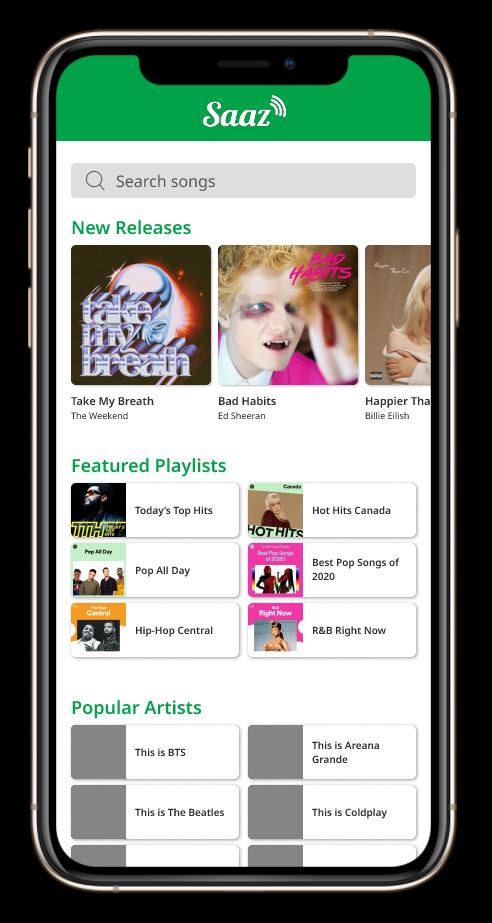 Saaz
Search songs
New Releases
take
my
breath
BAD
HABITS
Happier Than Ever
Take My Breath
Bad Habits
Happier Tha
The Weekend
Ed Sheeran
Billie Eilish
Featured Playlists
TTH
Today's Top Hits
Canada
HOT HITS
Hot Hits Canada
Pop All Day
Pop All Day
Best Pop Songs
of 2020
Best Pop Songs of
2020
Hip-Hop
Central
Hip-Hop Central
R&B
Right Now
R&B Right Now
Popular Artists
This is BTS
This is Areana
Grande
This is The Beatles
This is Coldplay